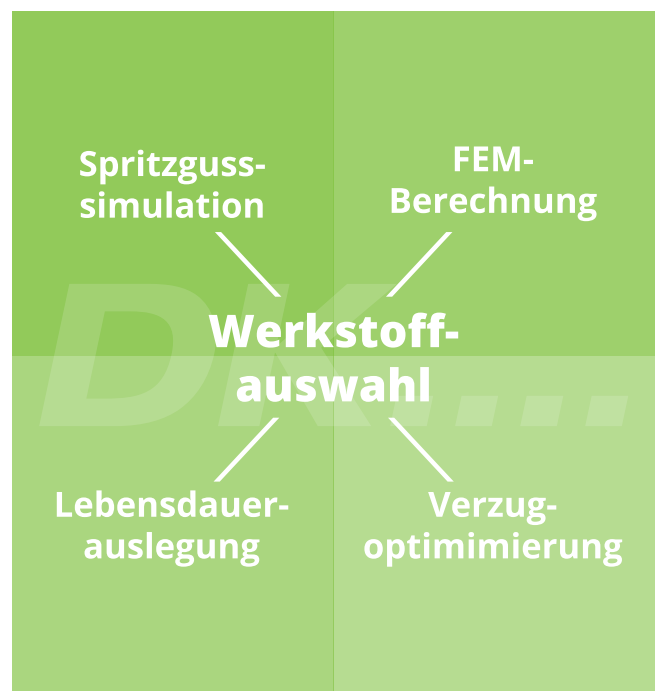 Spritzguss-
simulation
FEM-
Berechnung
DK...
Werkstoff-
auswahl
Lebensdauer-
auslegung
Verzug-
optimimierung